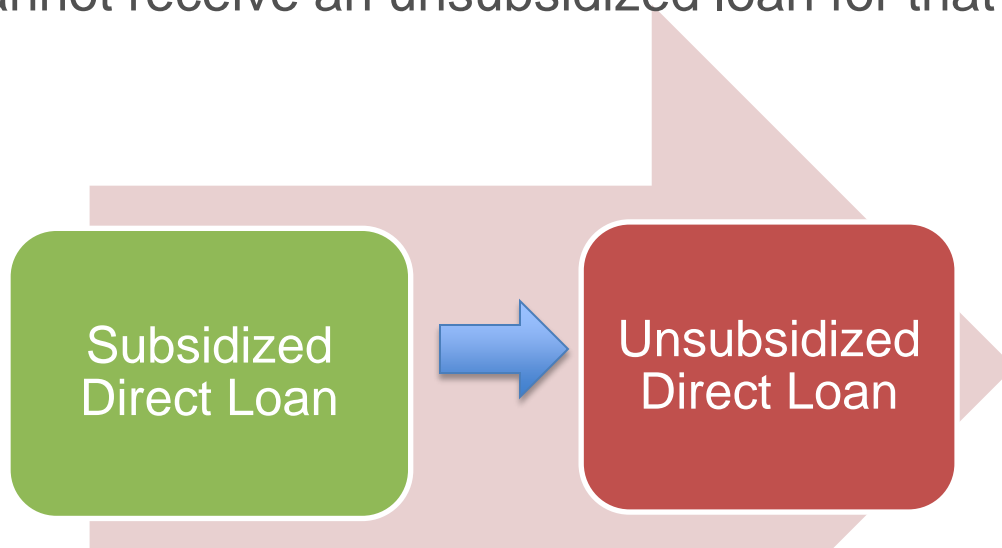 annot receive an unsubsidized loan for that
Subsidized
Direct Loan
Unsubsidized
Direct Loan